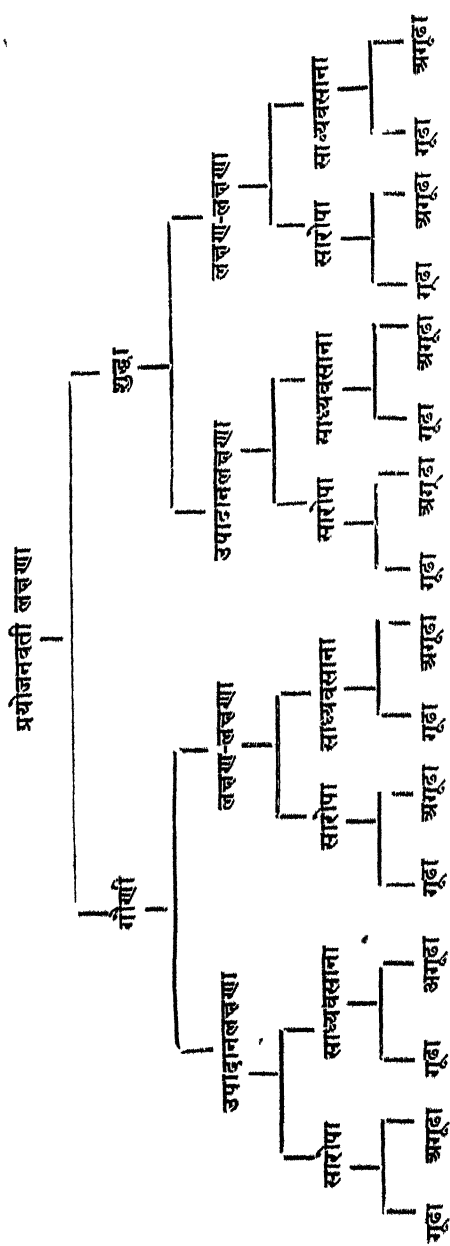 प्रयोजनवती लक्षणा
गौणी शुद्धा
उपादानलक्षणा लक्षण-लक्षणा उपादानलक्षणा लक्षण-लक्षणा
सारोपा साध्यवसाना सारोपा साध्यवसाना सारोपा साध्यवसाना सारोपा साध्यवसाना
गूढा अगूढा गूढा अगूढा गूढा अगूढा गूढा अगूढा गूढा अगूढा गूढा अगूढा गूढा अगूढा गूढा अगूढा